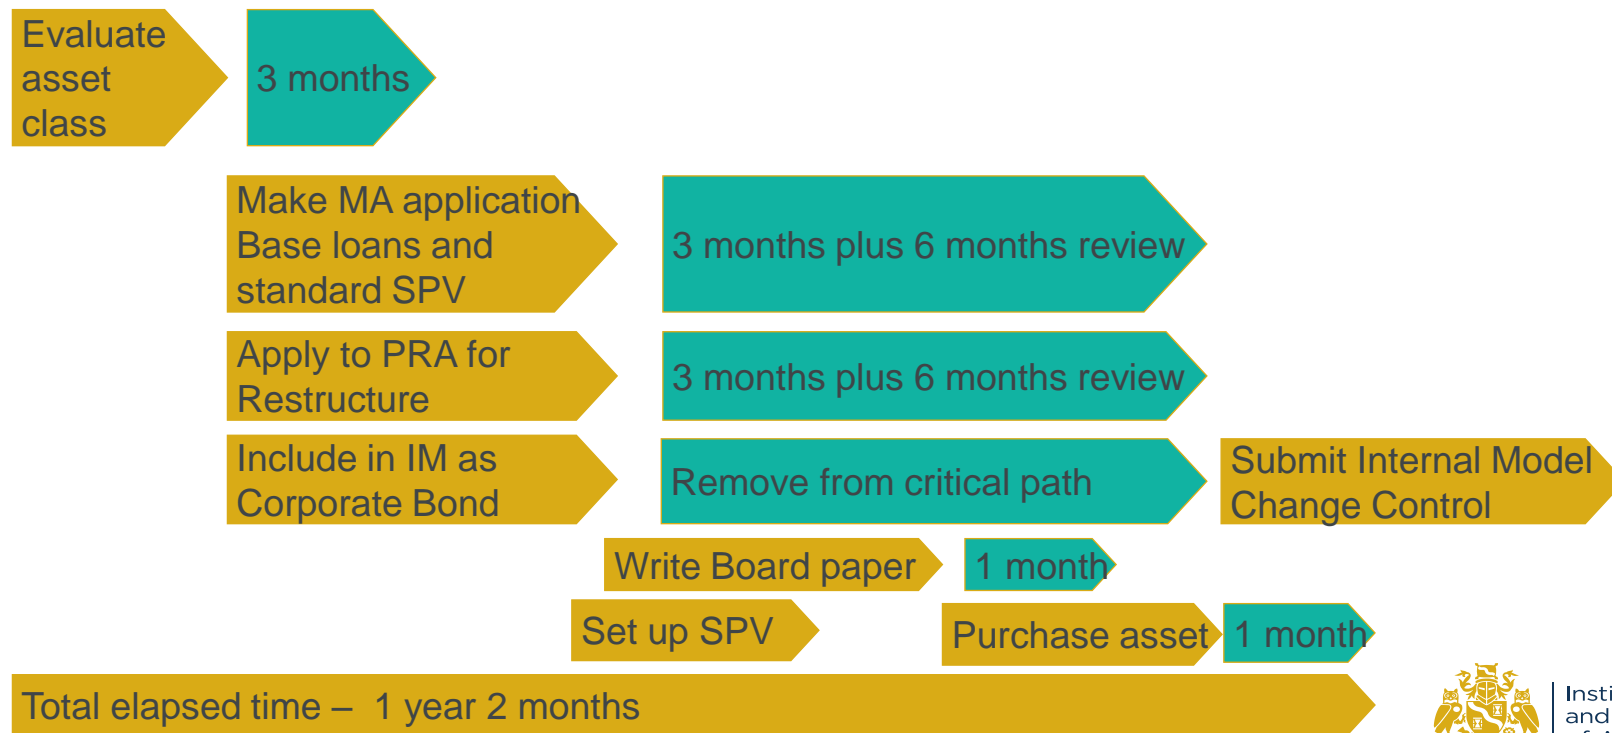 Evaluate
asset
class
3 months
Make MA application
Base loans and
standard SPV
3 months plus 6 months review
Apply to PRA for
Restructure
3 months plus 6 months review
Include in IM as
Corporate Bond
Remove from critical path
Submit Internal Model
Change Control
Write Board paper
1 month
Set up SPV
Purchase asset
1 month
Total elapsed time – 1 year 2 months
and